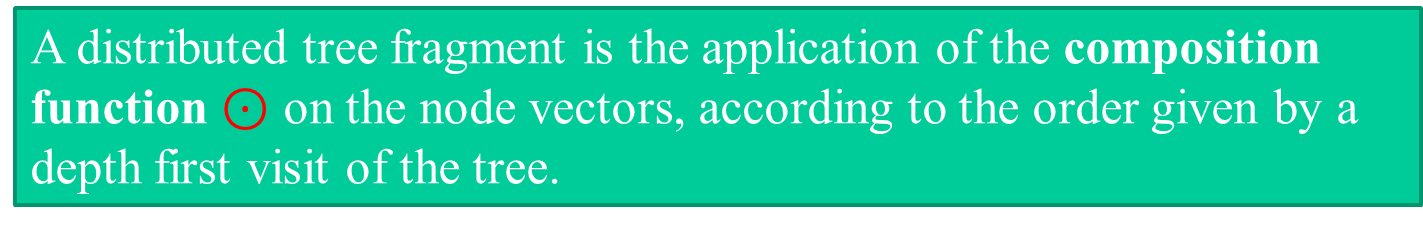 A distributed tree fragment is the application of the composition
function ⊙ on the node vectors, according to the order given by a
depth first visit of the tree.